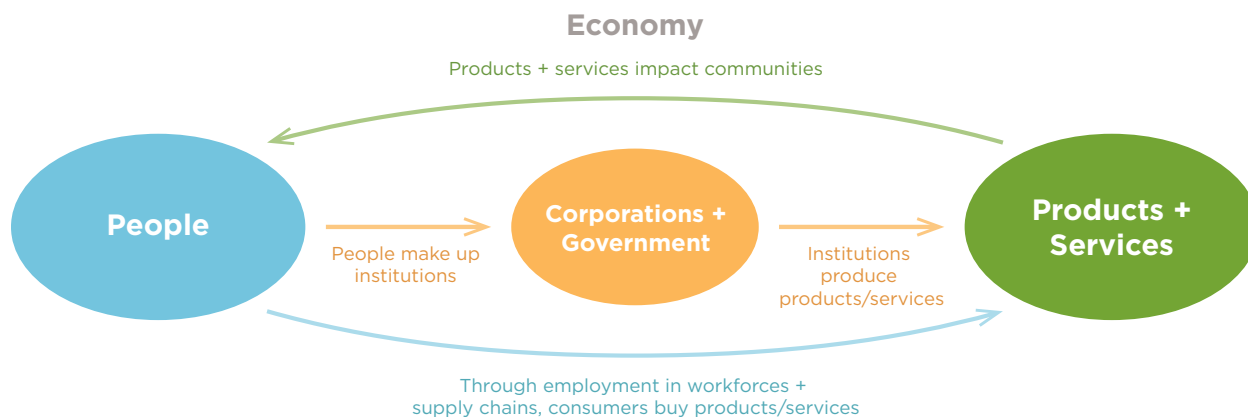 Economy
Products + services impact communities
People
People make up
institutions
Corporations +
Government
Institutions
produce
products/services
Products +
Services
Through employment in workforces +
supply chains, consumers buy products/services